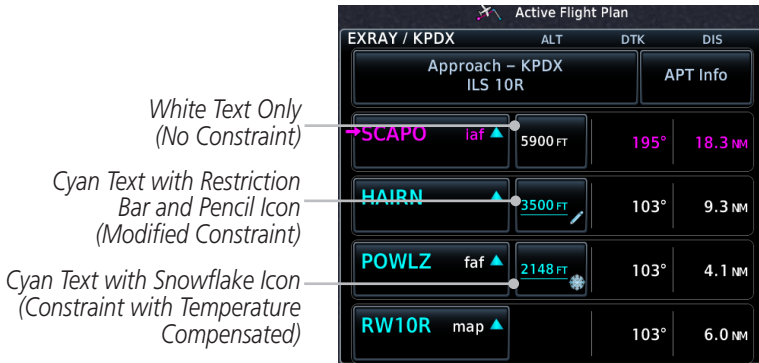 Active Flight Plan
EXRAY / KPDX ALT DTK DIS
Approach – KPDX
ILS 10R
APT Info
White Text Only
(No Constraint)
SCAPO iaf 5900 FT 195° 18.3 NM
Cyan Text with Restriction
Bar and Pencil Icon
(Modified Constraint)
HAIRN 3500 FT 103° 9.3 NM
Cyan Text with Snowflake Icon
(Constraint with Temperature
Compensated)
POWLZ faf 2148 FT 103° 4.1 NM
RW10R map 103° 6.0 NM